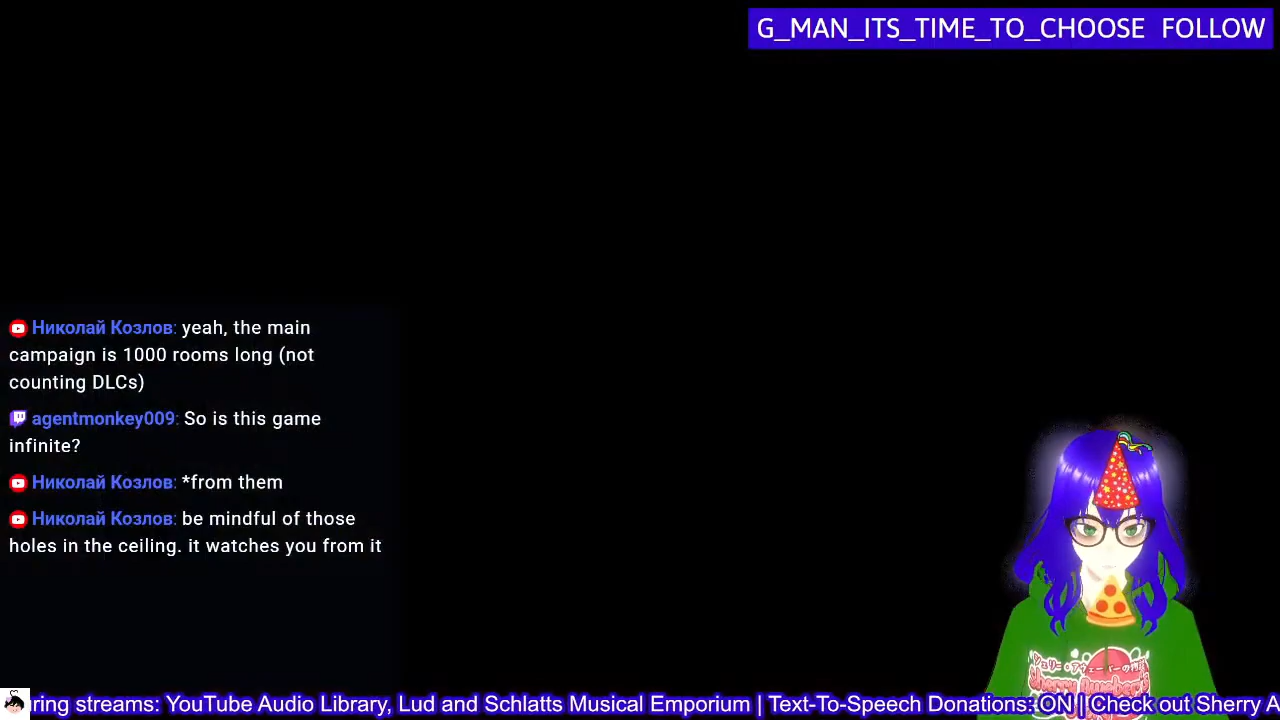 G_MAN_ITS_TIME_TO_CHOOSE FOLLOW
Николай Козлов: yeah, the main
campaign is 1000 rooms long (not
counting DLCs)
agentmonkey009: So is this game
infinite?
Николай Козлов: *from them
Николай Козлов: be mindful of those
holes in the ceiling. it watches you from it
Sherry Aweber's
uring streams: YouTube Audio Library, Lud and Schlatts Musical Emporium | Text-To-Speech Donations: ON | Check out Sherry A